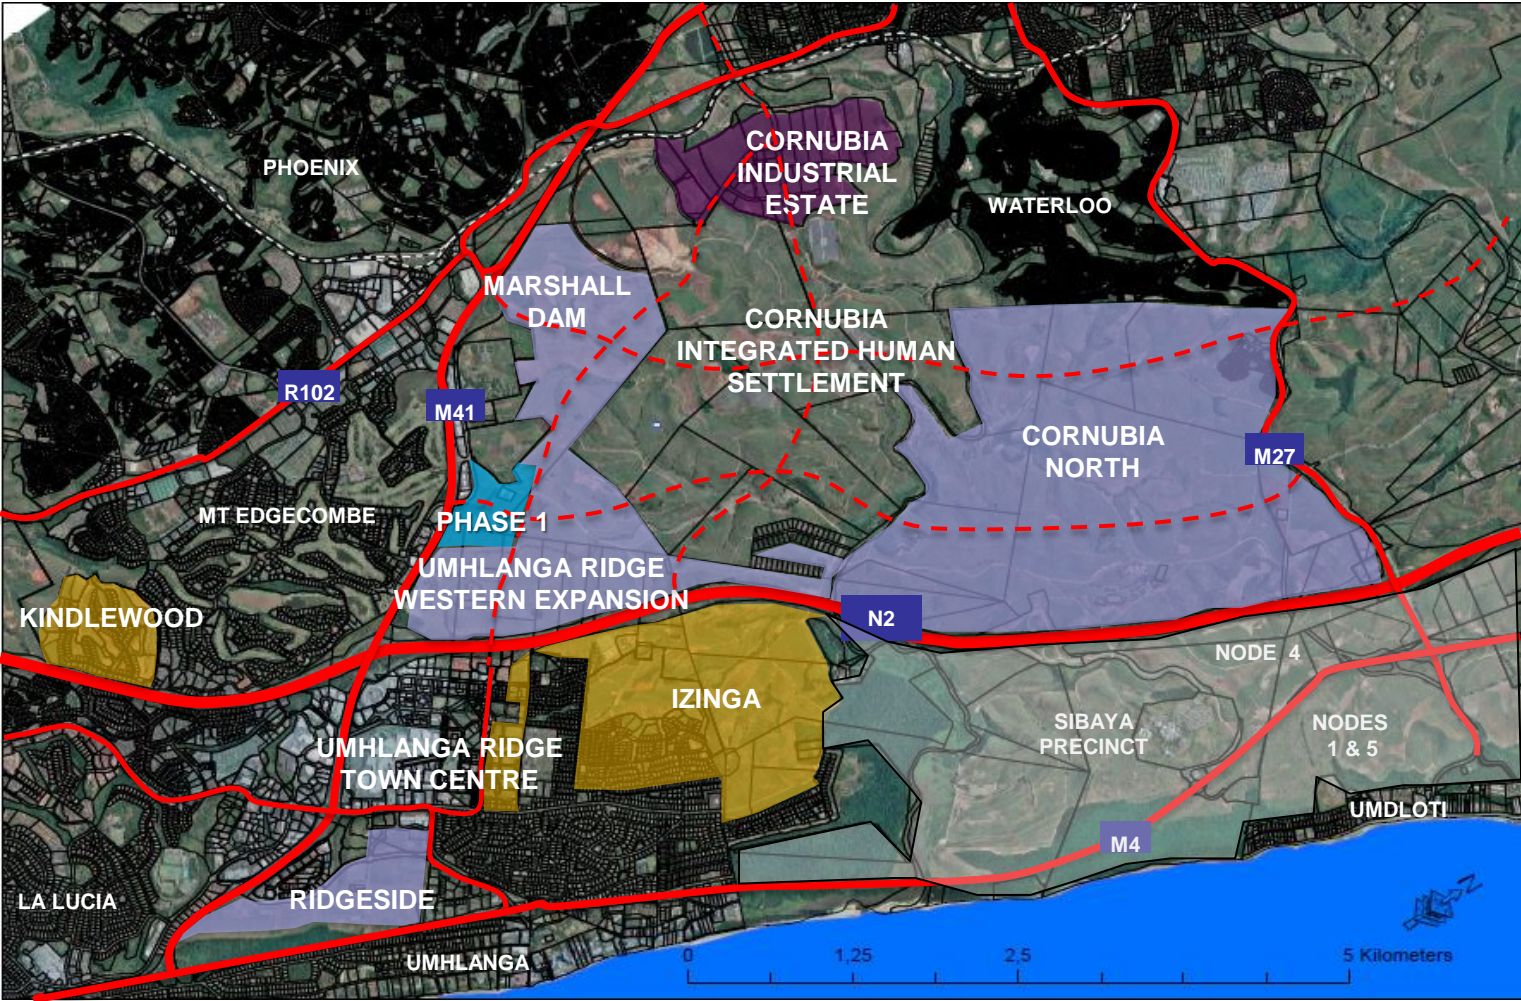 CORNUBIA
INDUSTRIAL
ESTATE
PHOENIX
WATERLOO
MARSHALL
DAM
CORNUBIA
INTEGRATED HUMAN
SETTLEMENT
R102
M41
CORNUBIA
NORTH
M27
MT EDGECOMBE
PHASE 1
UMHLANGA RIDGE
WESTERN EXPANSION
KINDLEWOOD
N2
NODE 4
IZINGA
SIBAYA
PRECINCT
NODES
1 & 5
UMHLANGA RIDGE
TOWN CENTRE
UMDLOTI
M4
LA LUCIA
RIDGESIDE
N
UMHLANGA
0 1,25 2,5 5 Kilometers